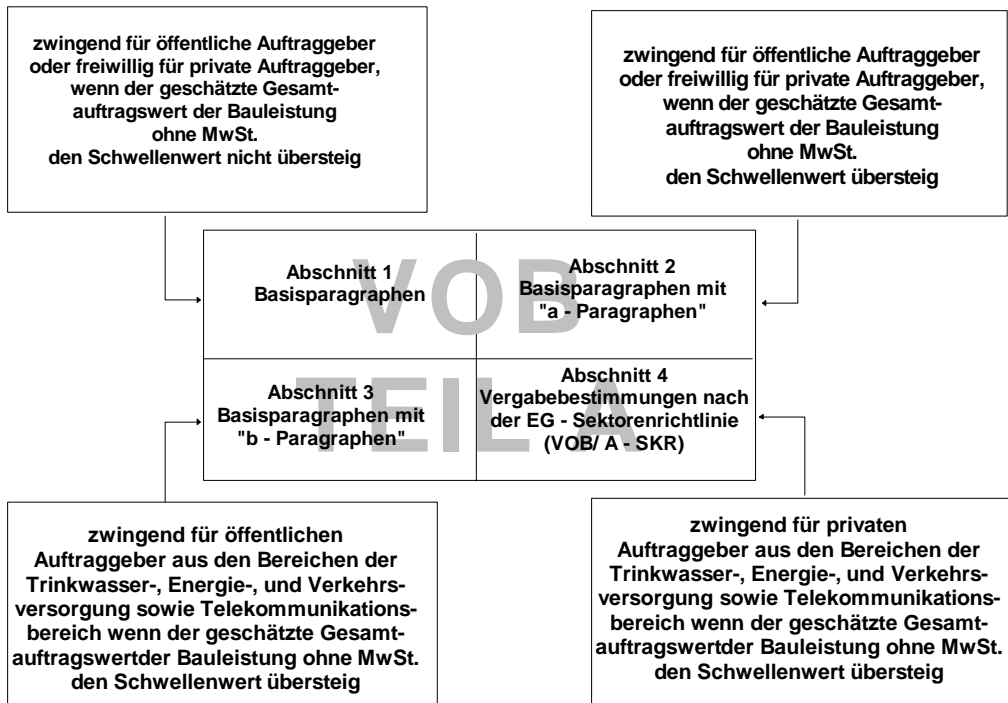 zwingend für öffentliche Auftraggeber
oder freiwillig für private Auftraggeber,
wenn der geschätzte Gesamt-
auftragswert der Bauleistung
ohne MwSt.
den Schwellenwert nicht übersteig
zwingend für öffentliche Auftraggeber
oder freiwillig für private Auftraggeber,
wenn der geschätzte Gesamt-
auftragswert der Bauleistung
ohne MwSt.
den Schwellenwert übersteig
VOB
TEIL A
Abschnitt 1
Basisparagraphen
Abschnitt 2
Basisparagraphen mit
"a - Paragraphen"
Abschnitt 3
Basisparagraphen mit
"b - Paragraphen"
Abschnitt 4
Vergabebestimmungen nach
der EG - Sektorenrichtlinie
(VOB/ A - SKR)
zwingend für öffentlichen
Auftraggeber aus den Bereichen der
Trinkwasser-, Energie-, und Verkehrs-
versorgung sowie Telekommunikations-
bereich wenn der geschätzte Gesamt-
auftragswertder Bauleistung ohne MwSt.
den Schwellenwert übersteig
zwingend für privaten
Auftraggeber aus den Bereichen der
Trinkwasser-, Energie-, und Verkehrs-
versorgung sowie Telekommunikations-
bereich wenn der geschätzte Gesamt-
auftragswertder Bauleistung ohne MwSt.
den Schwellenwert übersteig